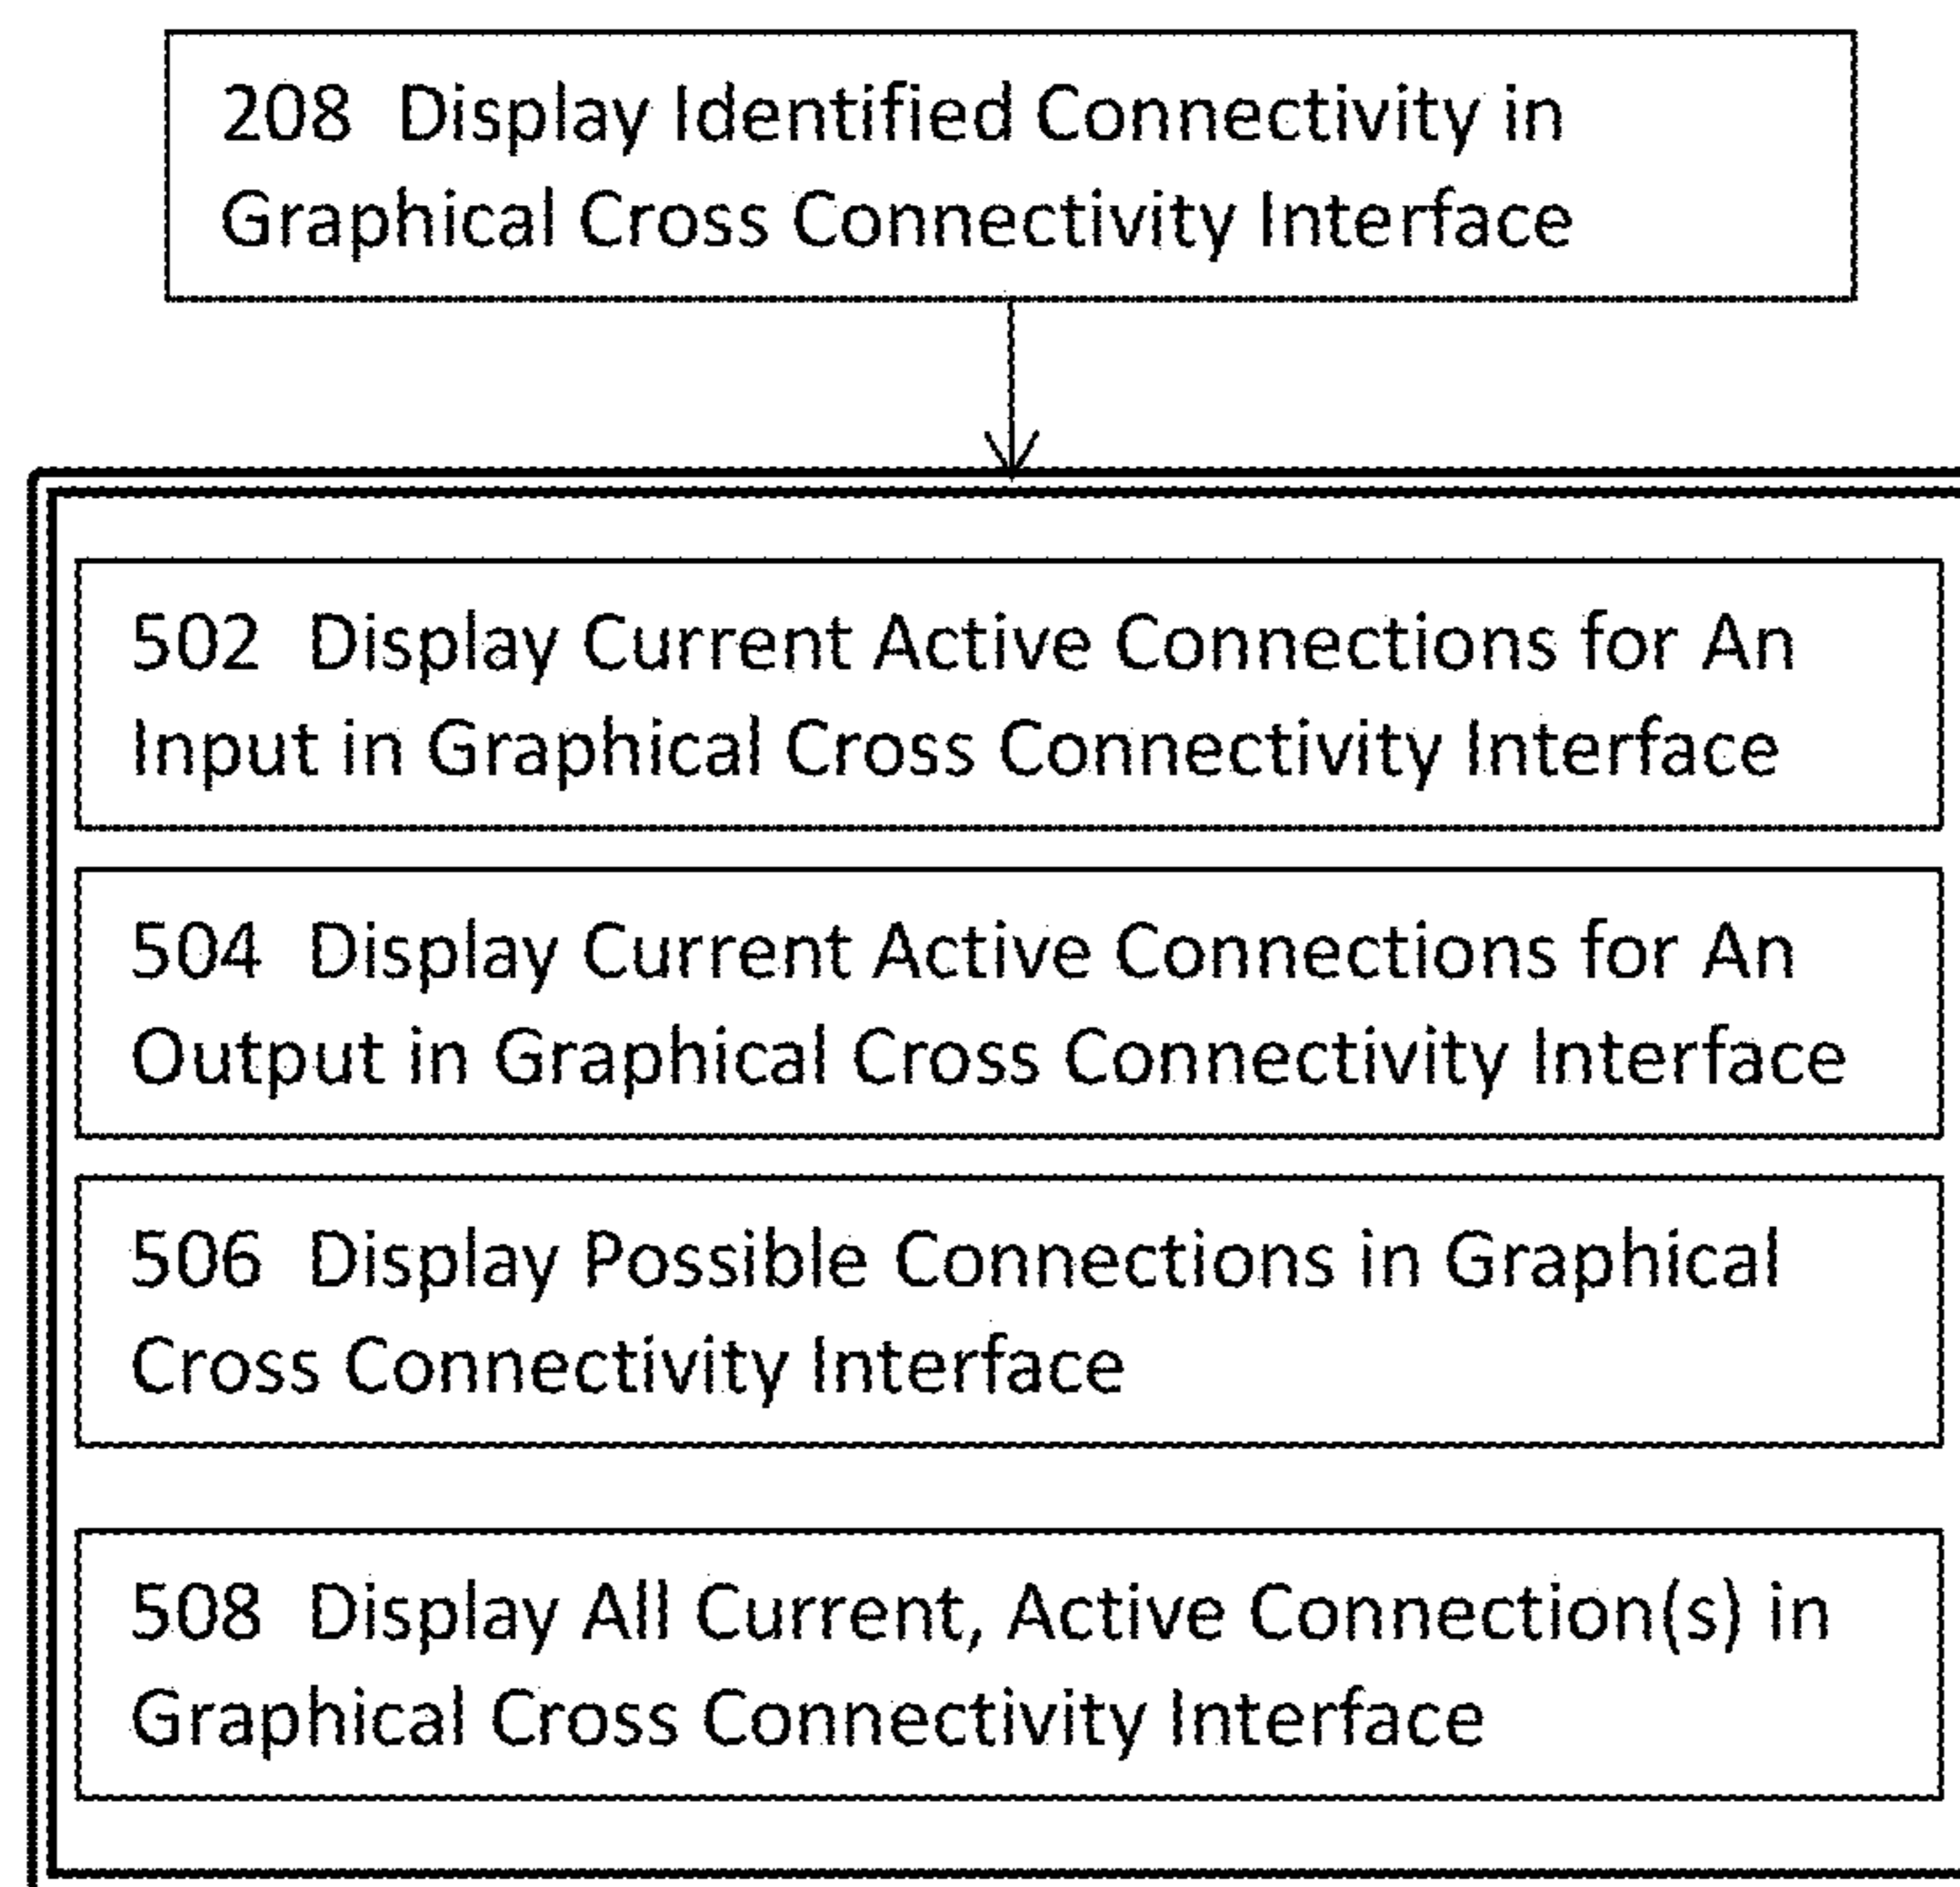 208 Display Identified Connectivity in
Graphical Cross Connectivity Interface
502 Display Current Active Connections for An
Input in Graphical Cross Connectivity Interface
504 Display Current Active Connections for An
Output in Graphical Cross Connectivity Interface
506 Display Possible Connections in Graphical
Cross Connectivity Interface
508 Display All Current, Active Connection(s) in
Graphical Cross Connectivity Interface